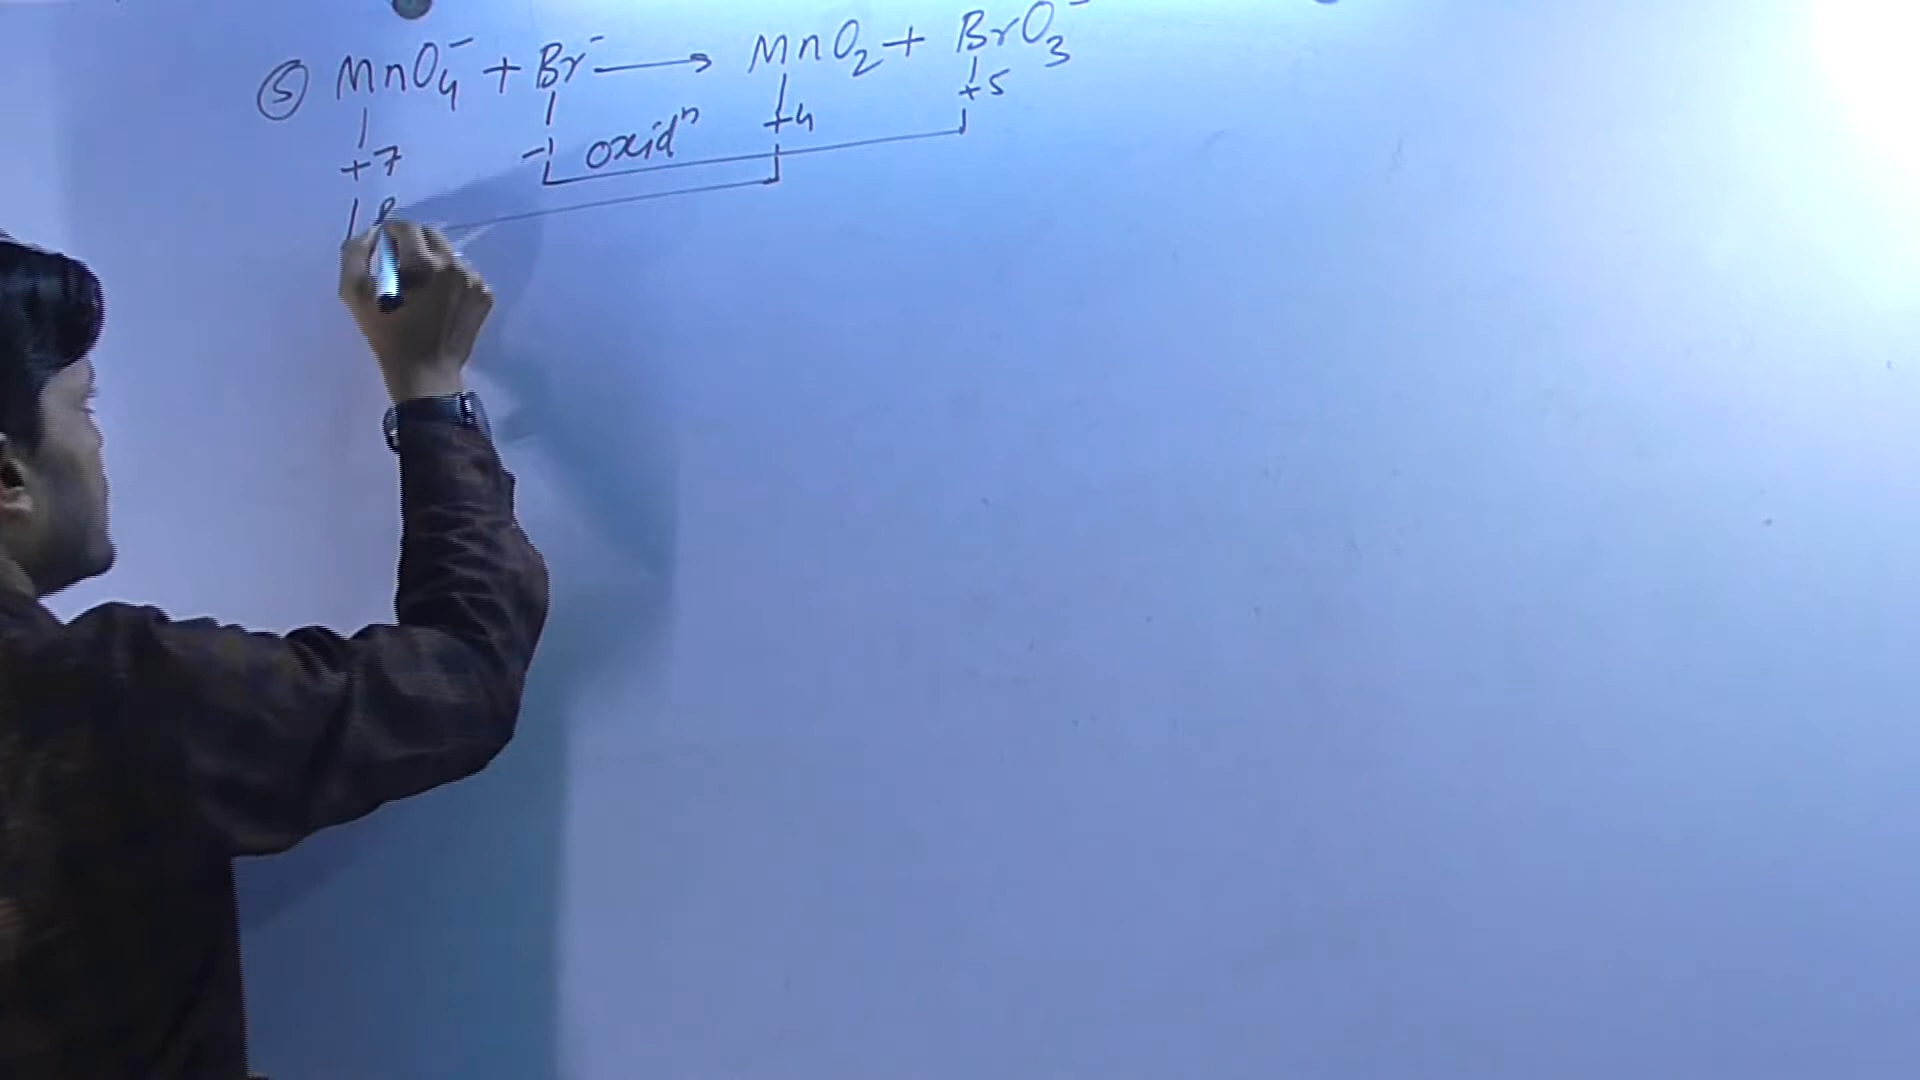 ⑤ MnO₄⁻ + Br⁻ ⟶ MnO₂ + BrO₃⁻
+7 -1 oxidⁿ +4 +5